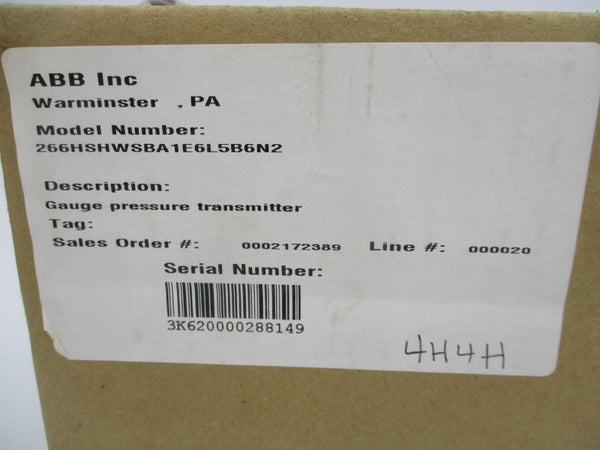 ABB Inc
Warminster , PA
Model Number:
266HSHWSBA1E6L5B6N2
Description:
Gauge pressure transmitter
Tag:
Sales Order #: 0002172389 Line #: 000020
Serial Number:
3K620000288149
4H4H